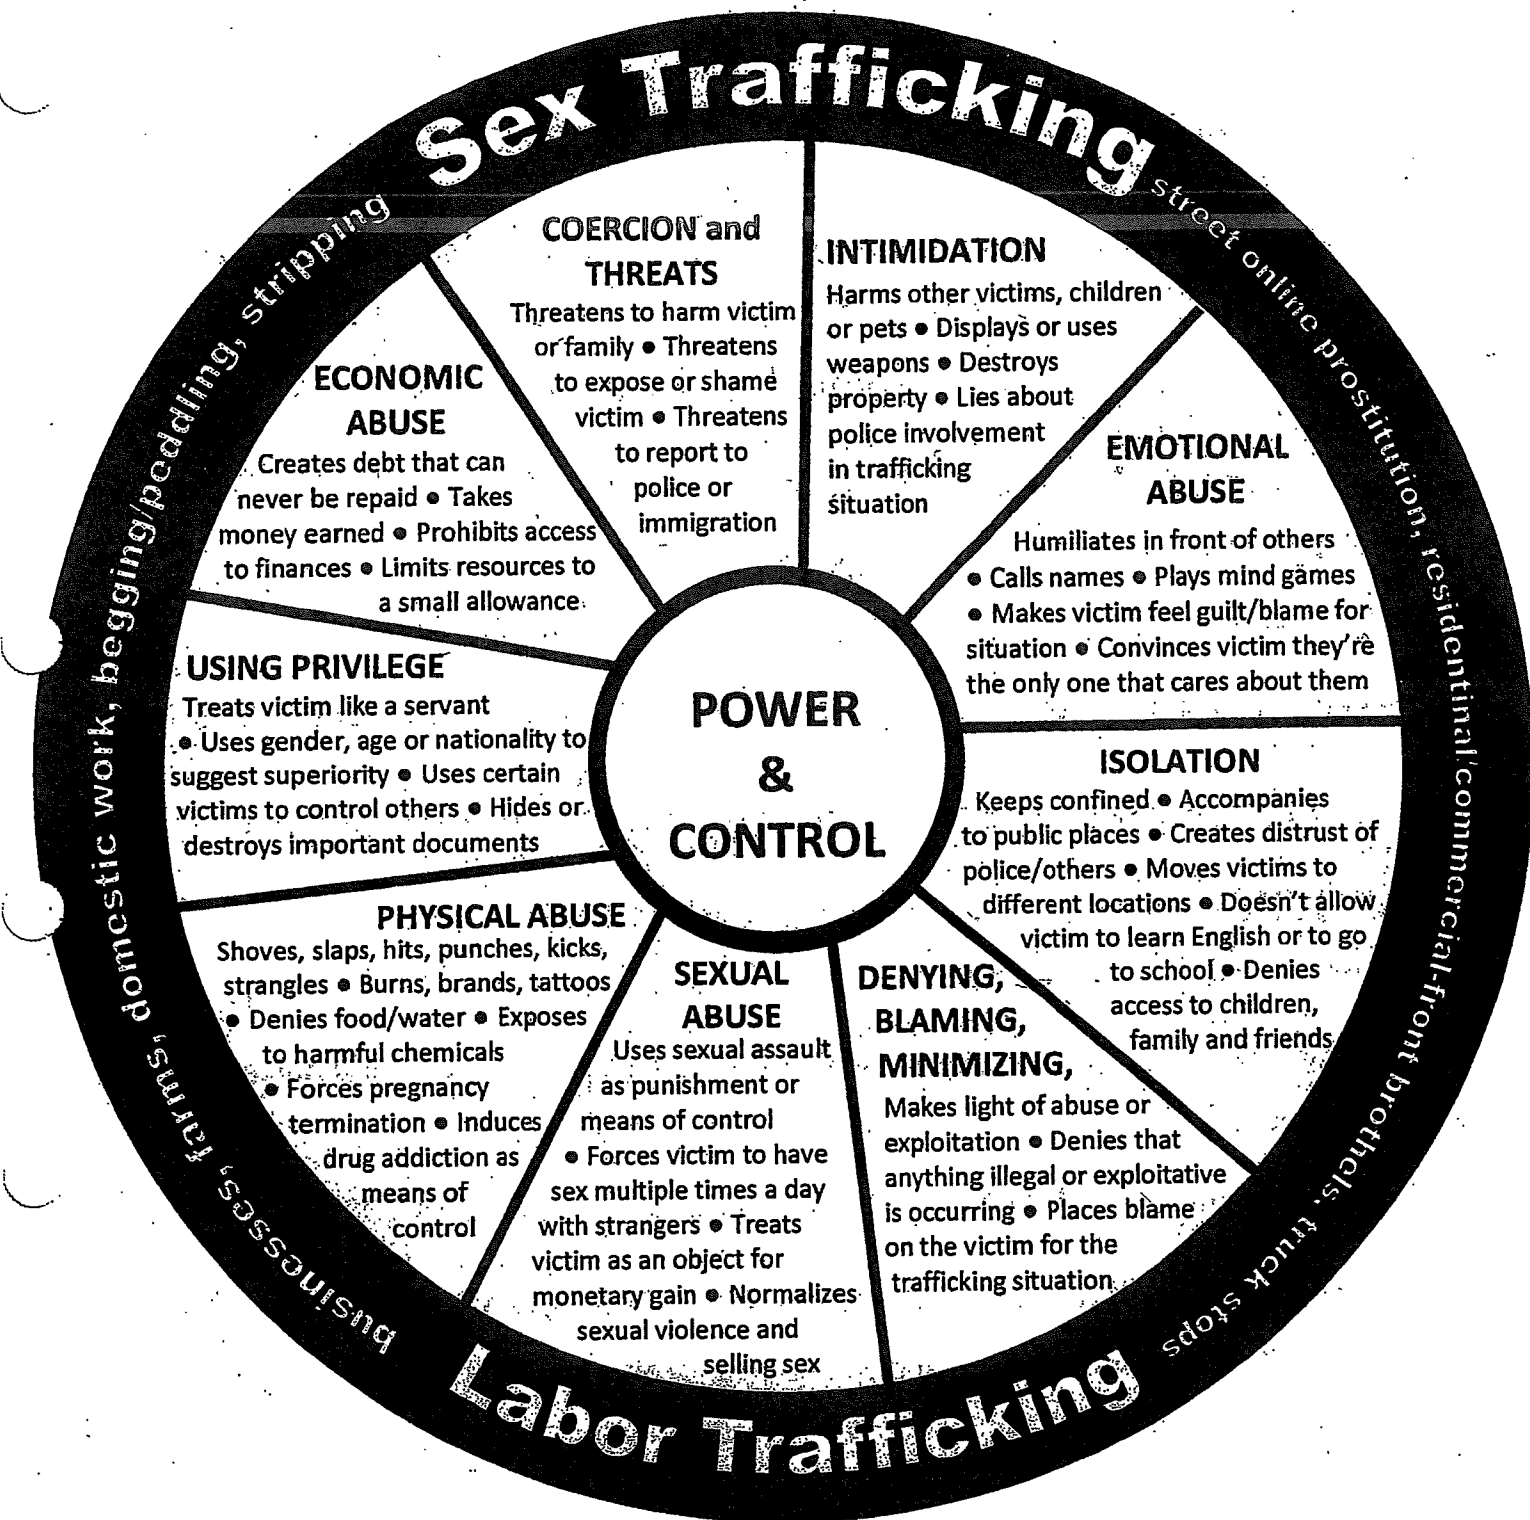 Sex Trafficking
street online prostitution, residentinal/commercial-front brothels, truck stops
COERCION and
THREATS
Threatens to harm victim
or family • Threatens
to expose or shame
victim • Threatens
to report to
police or
immigration
INTIMIDATION
Harms other victims, children
or pets • Displays or uses
weapons • Destroys
property • Lies about
police involvement
in trafficking
situation
EMOTIONAL
ABUSE
Humiliates in front of others
• Calls names • Plays mind games
• Makes victim feel guilt/blame for
situation • Convinces victim they're
the only one that cares about them
ISOLATION
Keeps confined • Accompanies
to public places • Creates distrust of
police/others • Moves victims to
different locations • Doesn't allow
victim to learn English or to go
to school • Denies
access to children,
family and friends
DENYING,
BLAMING,
MINIMIZING,
Makes light of abuse or
exploitation • Denies that
anything illegal or exploitative
is occurring • Places blame
on the victim for the
trafficking situation
SEXUAL
ABUSE
Uses sexual assault
as punishment or
means of control
• Forces victim to have
sex multiple times a day
with strangers • Treats
victim as an object for
monetary gain • Normalizes
sexual violence and
selling sex
PHYSICAL ABUSE
Shoves, slaps, hits, punches, kicks,
strangles • Burns, brands, tattoos
• Denies food/water • Exposes
to harmful chemicals
• Forces pregnancy
termination • Induces
drug addiction as
means of
control
USING PRIVILEGE
Treats victim like a servant
• Uses gender, age or nationality to
suggest superiority • Uses certain
victims to control others • Hides or
destroys important documents
ECONOMIC
ABUSE
Creates debt that can
never be repaid • Takes
money earned • Prohibits access
to finances • Limits resources to
a small allowance
POWER
&
CONTROL
businesses, farms, domestic work, begging/peddling, stripping
Labor Trafficking